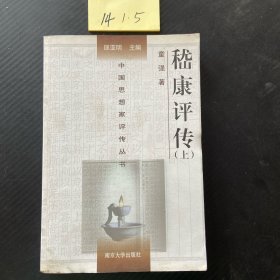 14 1.5
匡亚明 主编
中国思想家评传丛书
童强 著
嵇康评传
(上)
南京大学出版社